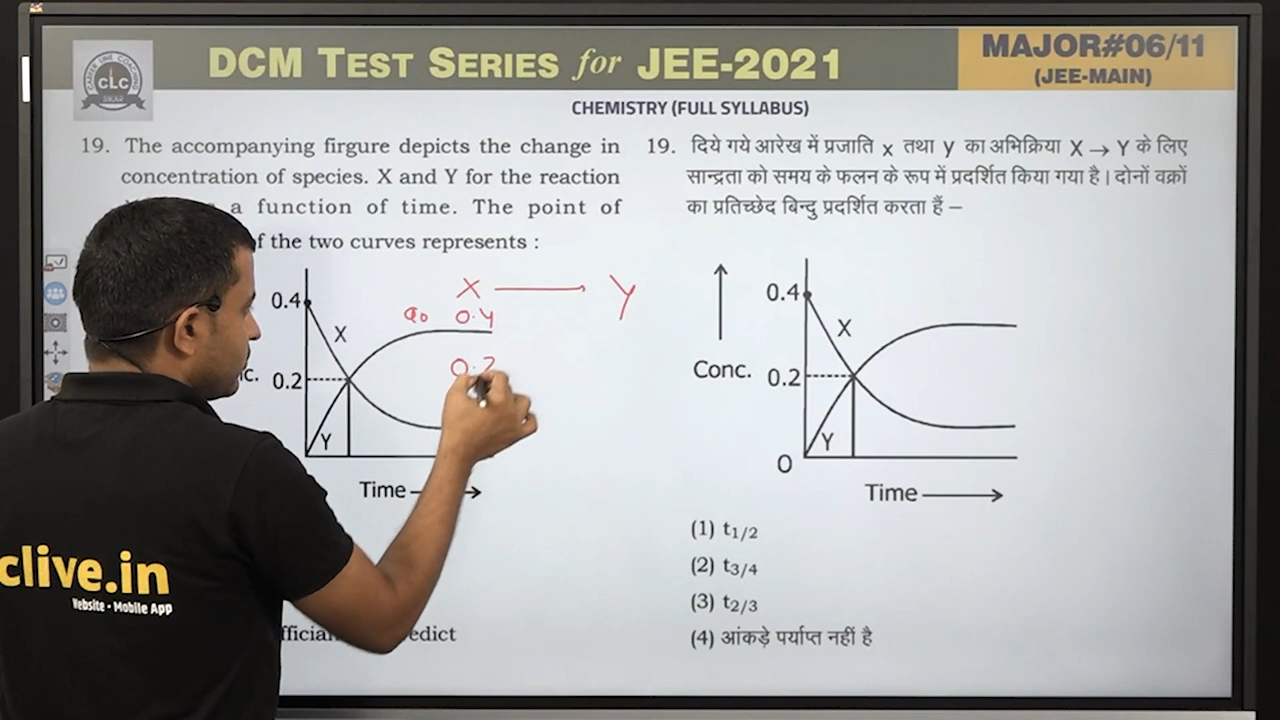 DCM TEST SERIES for JEE-2021
MAJOR#06/11
(JEE-MAIN)
CLC
SIKAR
CHEMISTRY (FULL SYLLABUS)
19. The accompanying firgure depicts the change in
concentration of species. X and Y for the reaction
a function of time. The point of
f the two curves represents :
X Y
a₀ 0.4
0.2
0.4
X
0.2
Y
Time
edict
19. दिये गये आरेख में प्रजाति x तथा y का अभिक्रिया X → Y के लिए
सान्द्रता को समय के फलन के रूप में प्रदर्शित किया गया है। दोनों वक्रों
का प्रतिच्छेद बिन्दु प्रदर्शित करता हैं –
0.4
X
Conc. 0.2
Y
O
Time
(1) t1/2
(2) t3/4
(3) t2/3
(4) आंकड़े पर्याप्त नहीं है
clive.in
Website • Mobile App